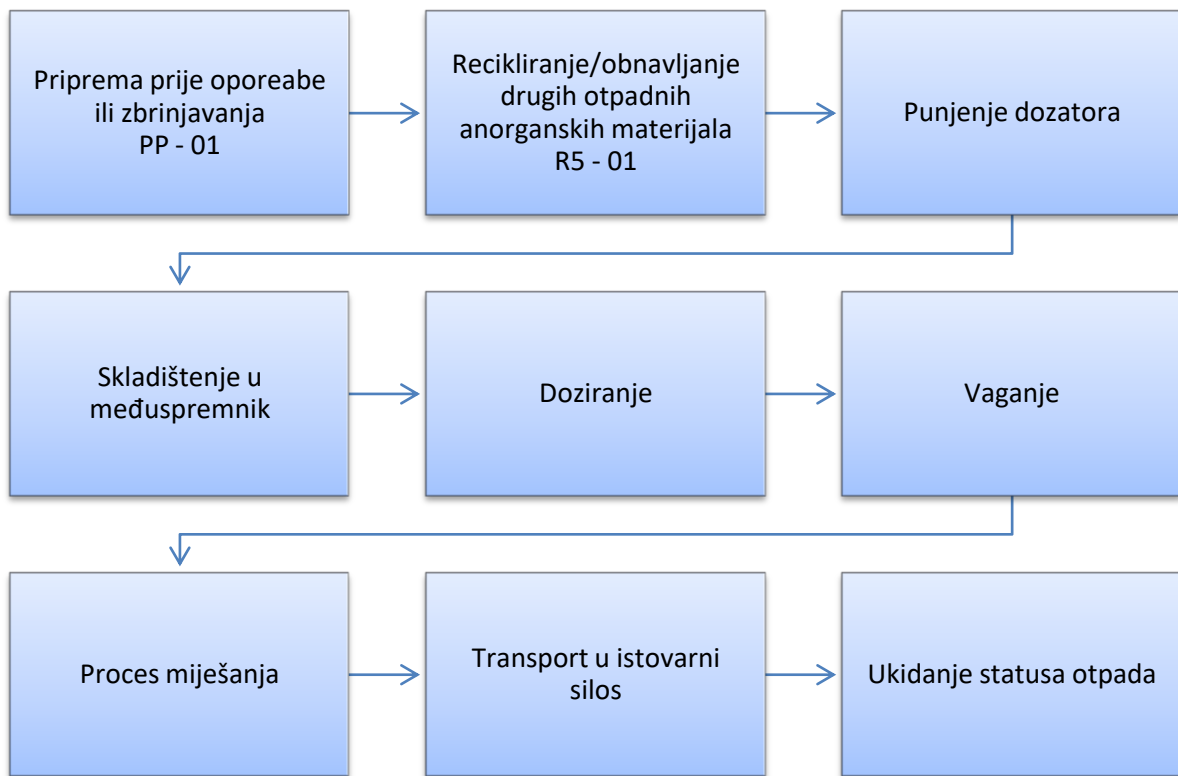 Priprema prije oporeabe
ili zbrinjavanja
PP - 01
Recikliranje/obnavljanje
drugih otpadnih
anorganskih materijala
R5 - 01
Punjenje dozatora
Skladištenje u
međuspremnik
Doziranje
Vaganje
Proces miješanja
Transport u istovarni
silos
Ukidanje statusa otpada